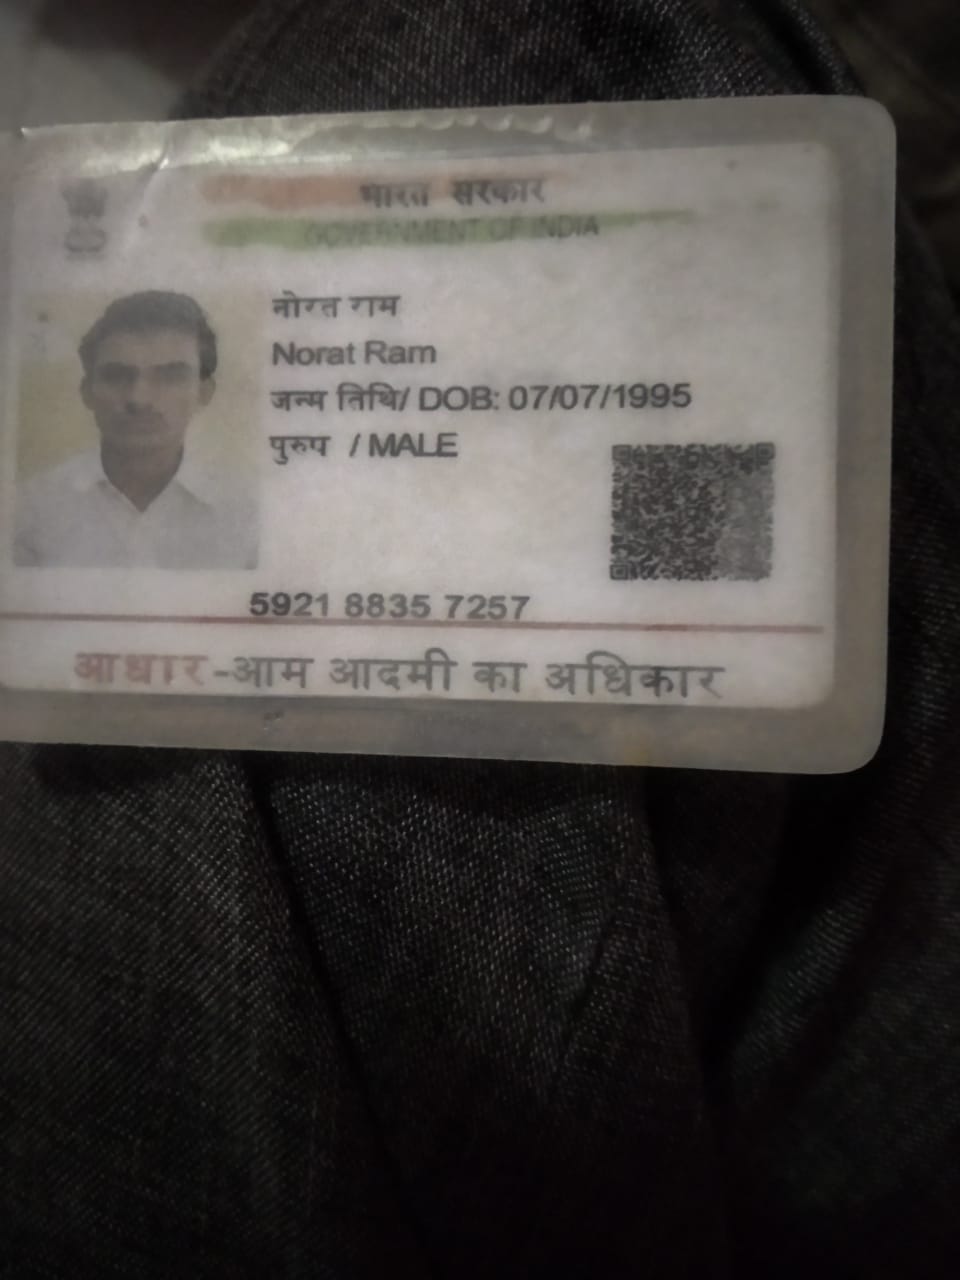 भारत सरकार
GOVERNMENT OF INDIA
नोरत राम
Norat Ram
जन्म तिथि/ DOB: 07/07/1995
पुरुष / MALE
5921 8835 7257
आधार-आम आदमी का अधिकार